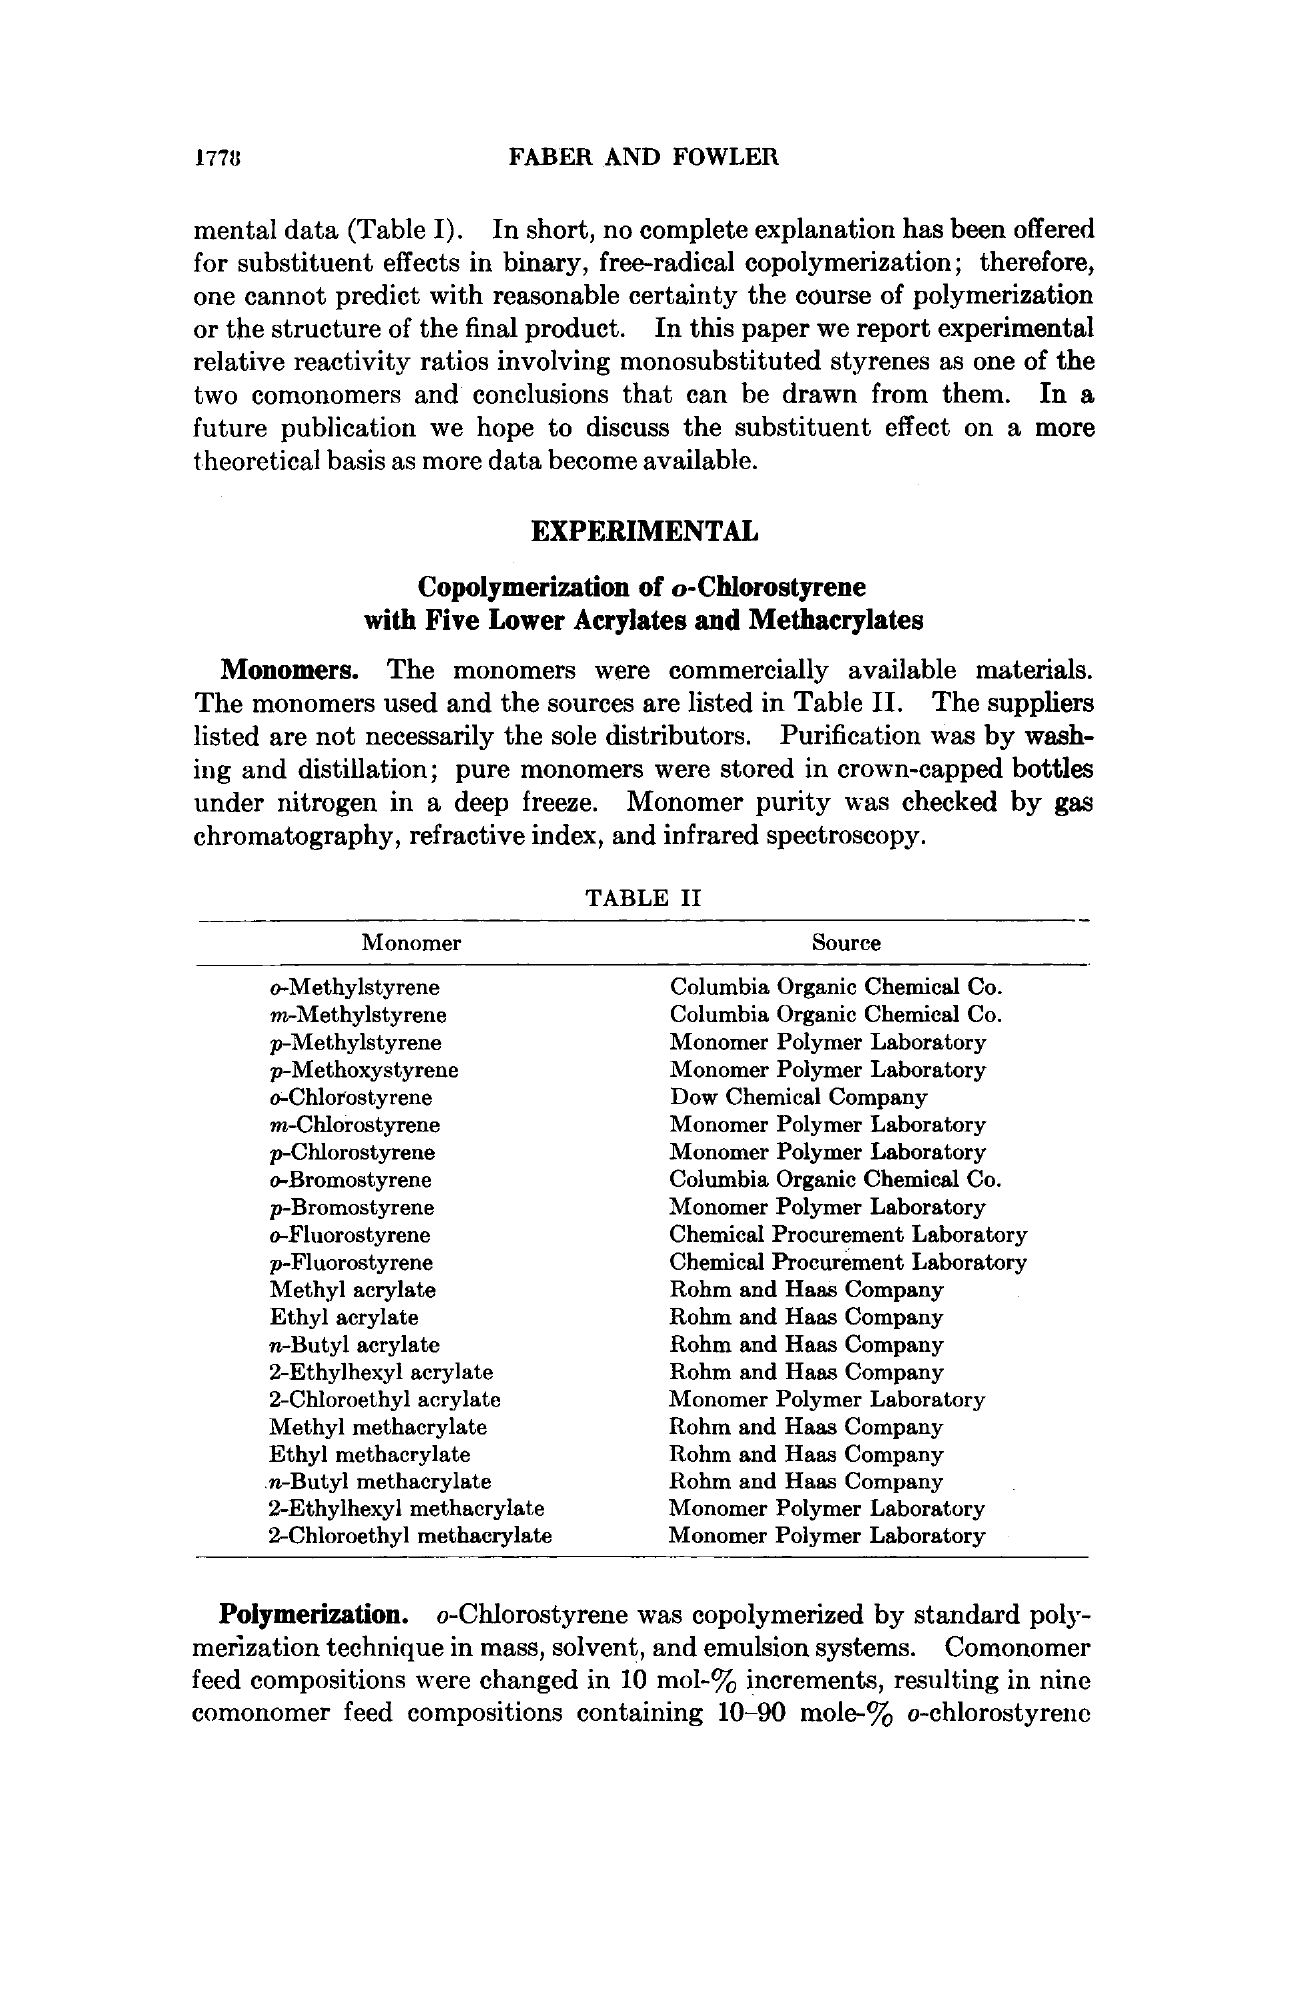 1778 FABER AND FOWLER
mental data (Table I). In short, no complete explanation has been offered
for substituent effects in binary, free-radical copolymerization; therefore,
one cannot predict with reasonable certainty the course of polymerization
or the structure of the final product. In this paper we report experimental
relative reactivity ratios involving monosubstituted styrenes as one of the
two comonomers and conclusions that can be drawn from them. In a
future publication we hope to discuss the substituent effect on a more
theoretical basis as more data become available.
EXPERIMENTAL
Copolymerization of o-Chlorostyrene
with Five Lower Acrylates and Methacrylates
Monomers. The monomers were commercially available materials.
The monomers used and the sources are listed in Table II. The suppliers
listed are not necessarily the sole distributors. Purification was by wash-
ing and distillation; pure monomers were stored in crown-capped bottles
under nitrogen in a deep freeze. Monomer purity was checked by gas
chromatography, refractive index, and infrared spectroscopy.
TABLE II
Monomer Source
o-Methylstyrene Columbia Organic Chemical Co.
m-Methylstyrene Columbia Organic Chemical Co.
p-Methylstyrene Monomer Polymer Laboratory
p-Methoxystyrene Monomer Polymer Laboratory
o-Chlorostyrene Dow Chemical Company
m-Chlorostyrene Monomer Polymer Laboratory
p-Chlorostyrene Monomer Polymer Laboratory
o-Bromostyrene Columbia Organic Chemical Co.
p-Bromostyrene Monomer Polymer Laboratory
o-Fluorostyrene Chemical Procurement Laboratory
p-Fluorostyrene Chemical Procurement Laboratory
Methyl acrylate Rohm and Haas Company
Ethyl acrylate Rohm and Haas Company
n-Butyl acrylate Rohm and Haas Company
2-Ethylhexyl acrylate Rohm and Haas Company
2-Chloroethyl acrylate Monomer Polymer Laboratory
Methyl methacrylate Rohm and Haas Company
Ethyl methacrylate Rohm and Haas Company
n-Butyl methacrylate Rohm and Haas Company
2-Ethylhexyl methacrylate Monomer Polymer Laboratory
2-Chloroethyl methacrylate Monomer Polymer Laboratory
Polymerization. o-Chlorostyrene was copolymerized by standard poly-
merization technique in mass, solvent, and emulsion systems. Comonomer
feed compositions were changed in 10 mol-% increments, resulting in nine
comonomer feed compositions containing 10–90 mole-% o-chlorostyrene